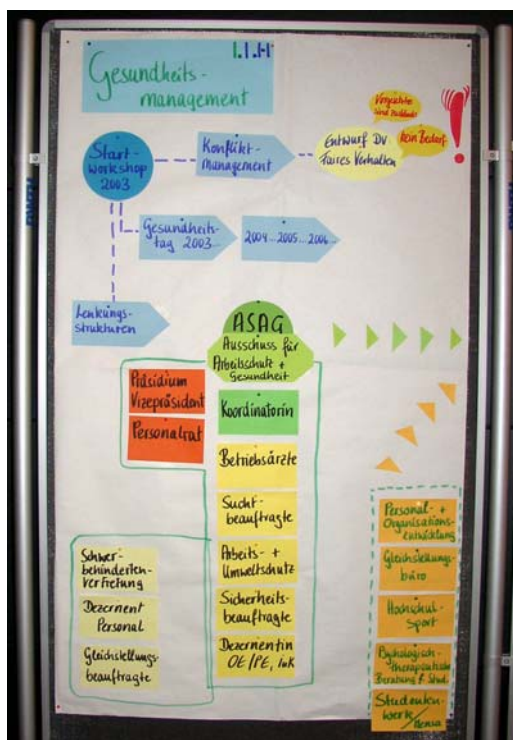 Gesundheits-
management
Start-
workshop
2003
Konflikt-
management
Entwurf DV
Faires Verhalten
Vorgesetzte
sind
kein Bedarf
Gesundheits-
tag 2003...
2004...2005...2006...
Lenkungs-
strukturen
ASAG
Ausschuss für
Arbeitsschutz +
Gesundheit
Präsidium
Vizepräsident
Personalrat
Koordinatorin
Betriebsärzte
Sucht-
beauftragte
Arbeits- +
Umweltschutz
Sicherheits-
beauftragte
Dezernentin
OE/PE, IuK
Schwer-
behinderten-
vertretung
Dezernent
Personal
Gleichstellungs-
beauftragte
Personal- +
Organisations-
entwicklung
Gleichstellungs-
büro
Hochschul-
Sport
Psychologisch-
therapeutische
Beratung f. Stud.
Studenten-
werk/
Mensa